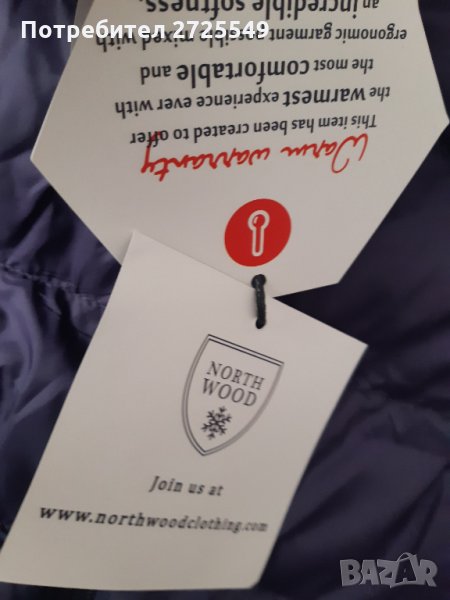 Потребител 2725549
Warm warranty
This item has been created to offer
the warmest experience ever with
the most comfortable and
ergonomic garment possible mixed with
an incredible softness.
NORTH
WOOD
Join us at
www.northwoodclothing.com
BAZAR